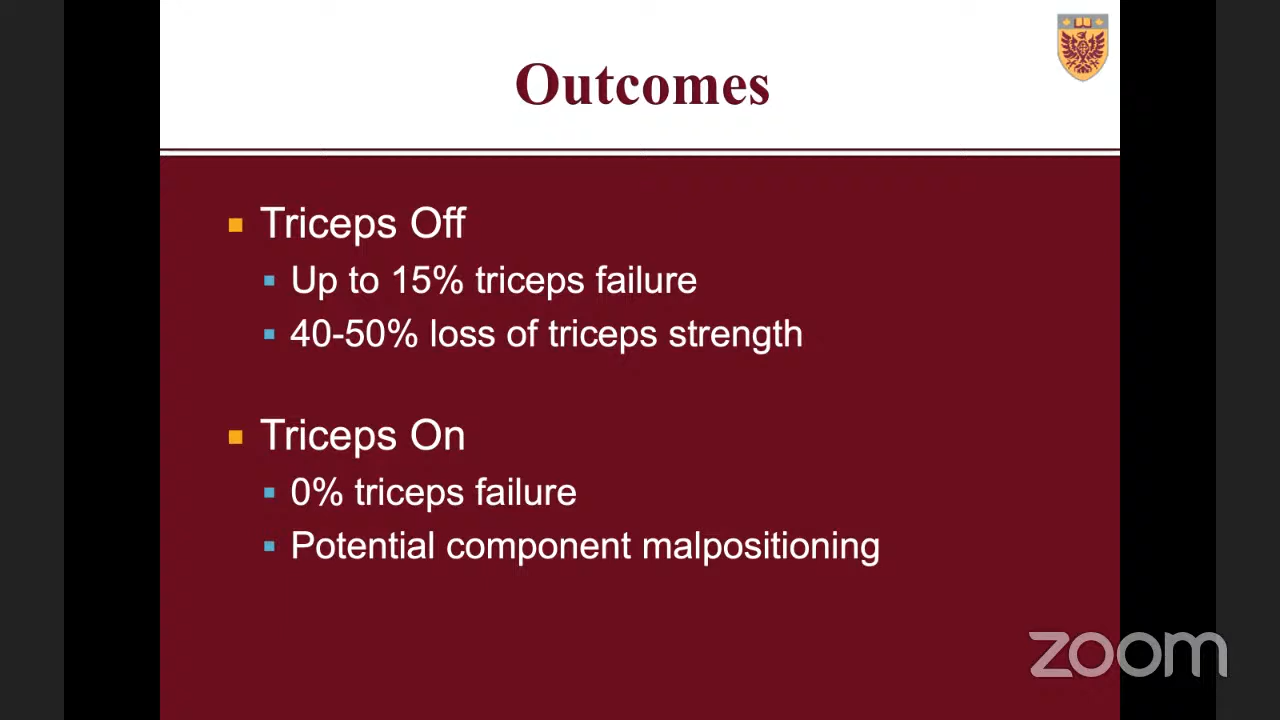 Outcomes
Triceps Off
Up to 15% triceps failure
40-50% loss of triceps strength
Triceps On
0% triceps failure
Potential component malpositioning
zoom